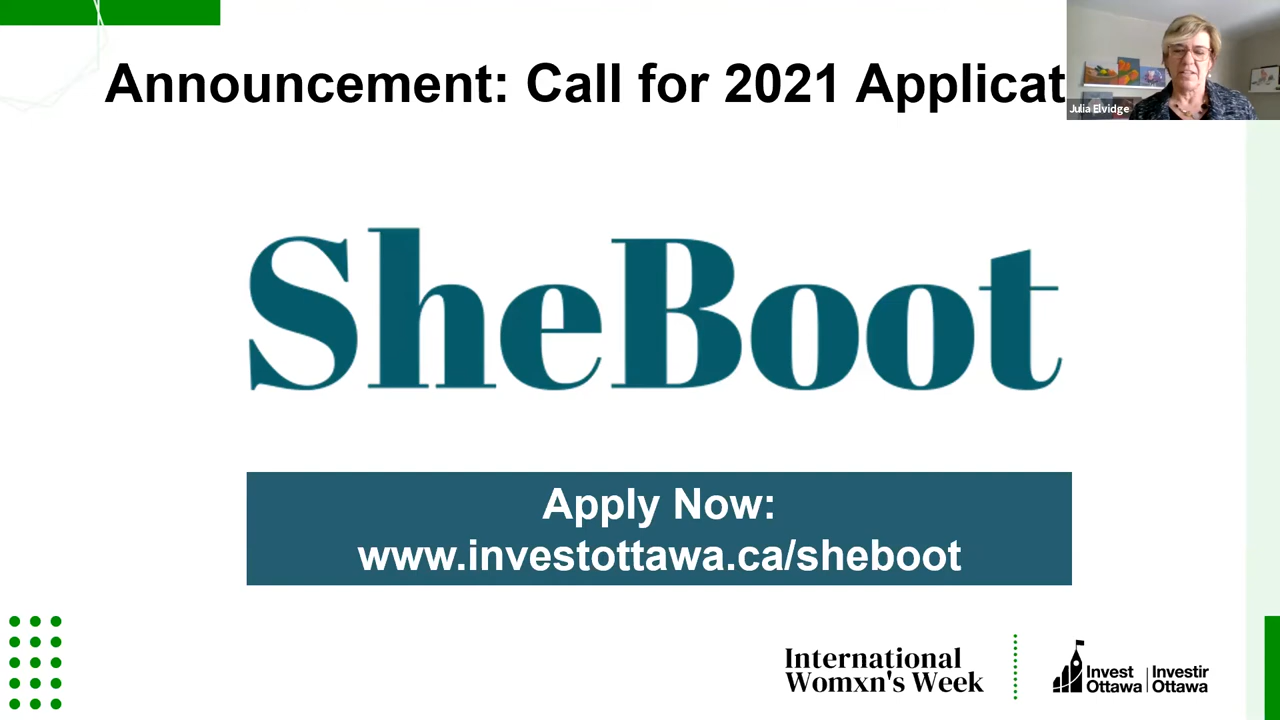 Announcement: Call for 2021 Applicat
Julia Elvidge
SheBoot
Apply Now:
www.investottawa.ca/sheboot
International
Womxn's Week
Invest
Ottawa
Investir
Ottawa